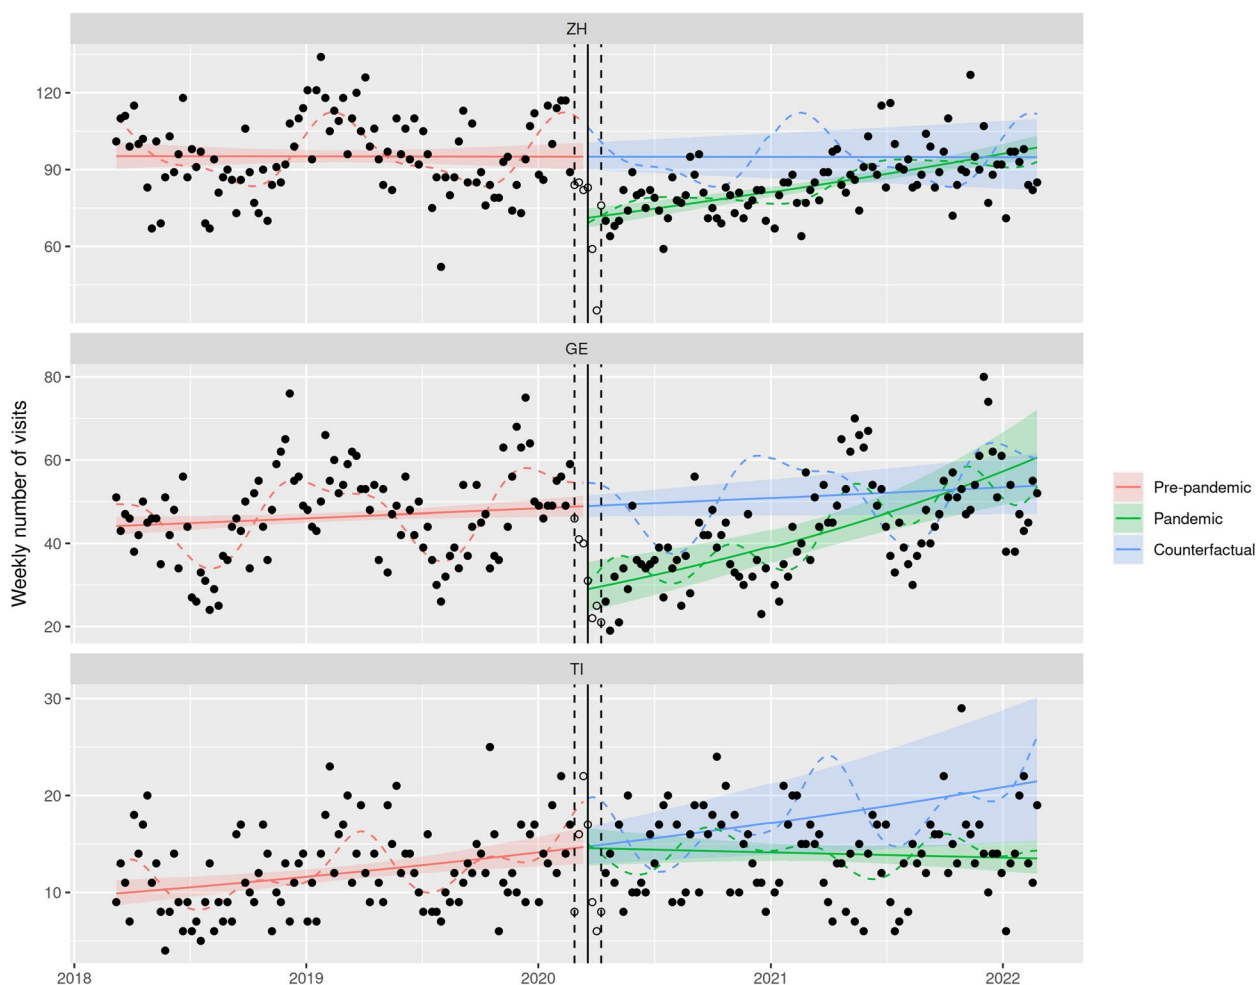 ZH
120
90
60
GE
80
60
40
20
Weekly number of visits
Pre-pandemic
Pandemic
Counterfactual
TI
30
20
10
2018 2019 2020 2021 2022